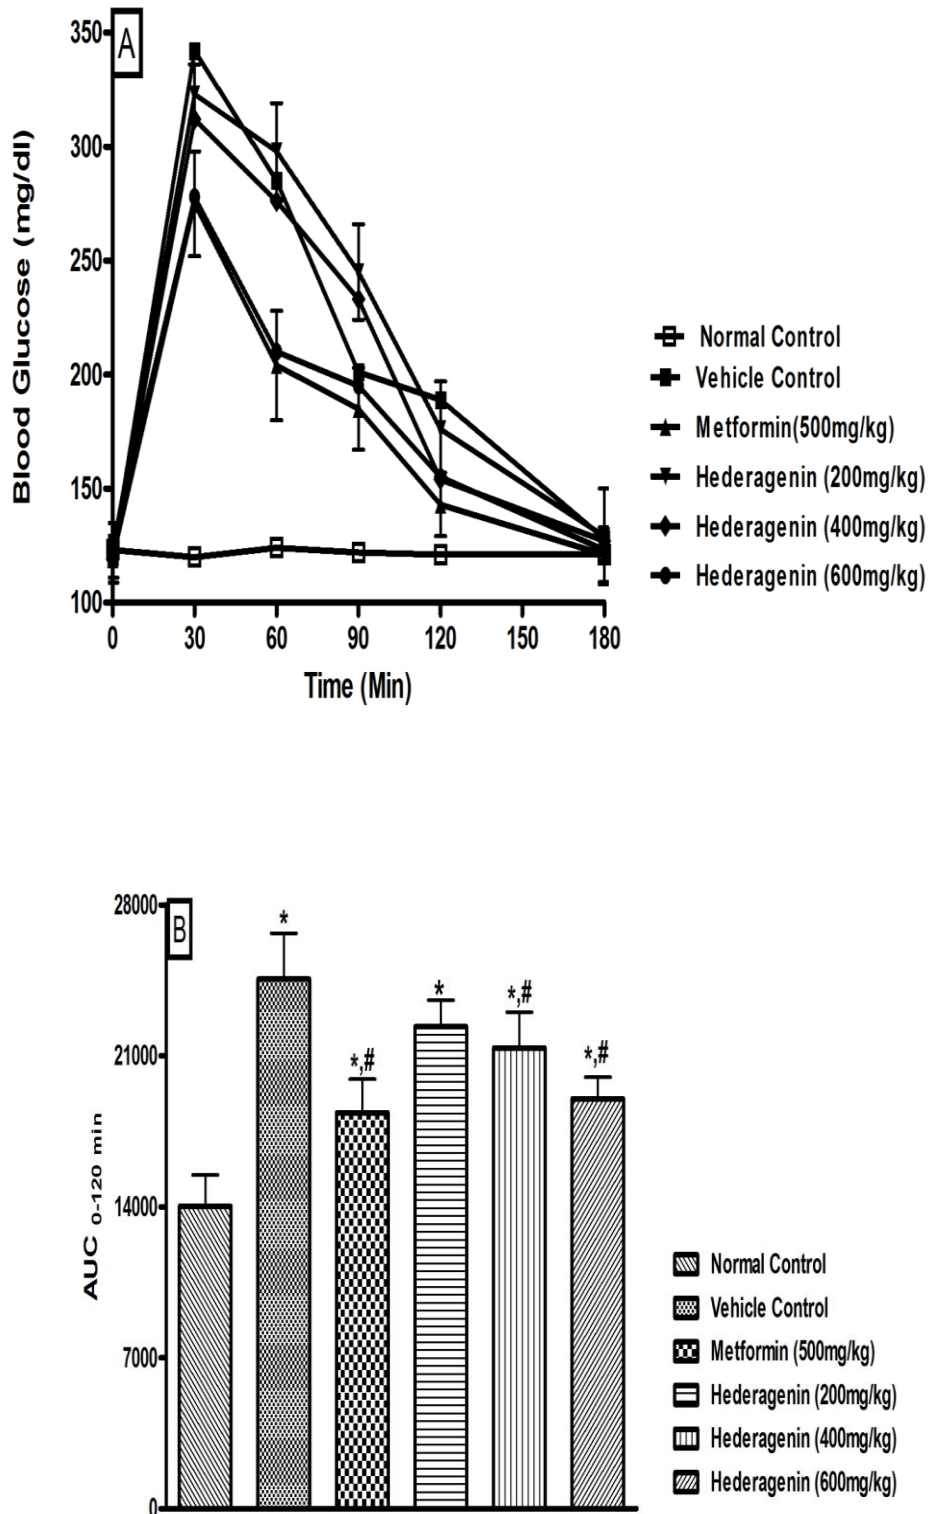 A
350
300
250
200
150
100
Blood Glucose (mg/dl)
0 30 60 90 120 150 180
Time (Min)
Normal Control
Vehicle Control
Metformin(500mg/kg)
Hederagenin (200mg/kg)
Hederagenin (400mg/kg)
Hederagenin (600mg/kg)
B
28000
21000
14000
7000
0
AUC 0-120 min
*
*,#
*
*,#
*,#
Normal Control
Vehicle Control
Metformin (500mg/kg)
Hederagenin (200mg/kg)
Hederagenin (400mg/kg)
Hederagenin (600mg/kg)